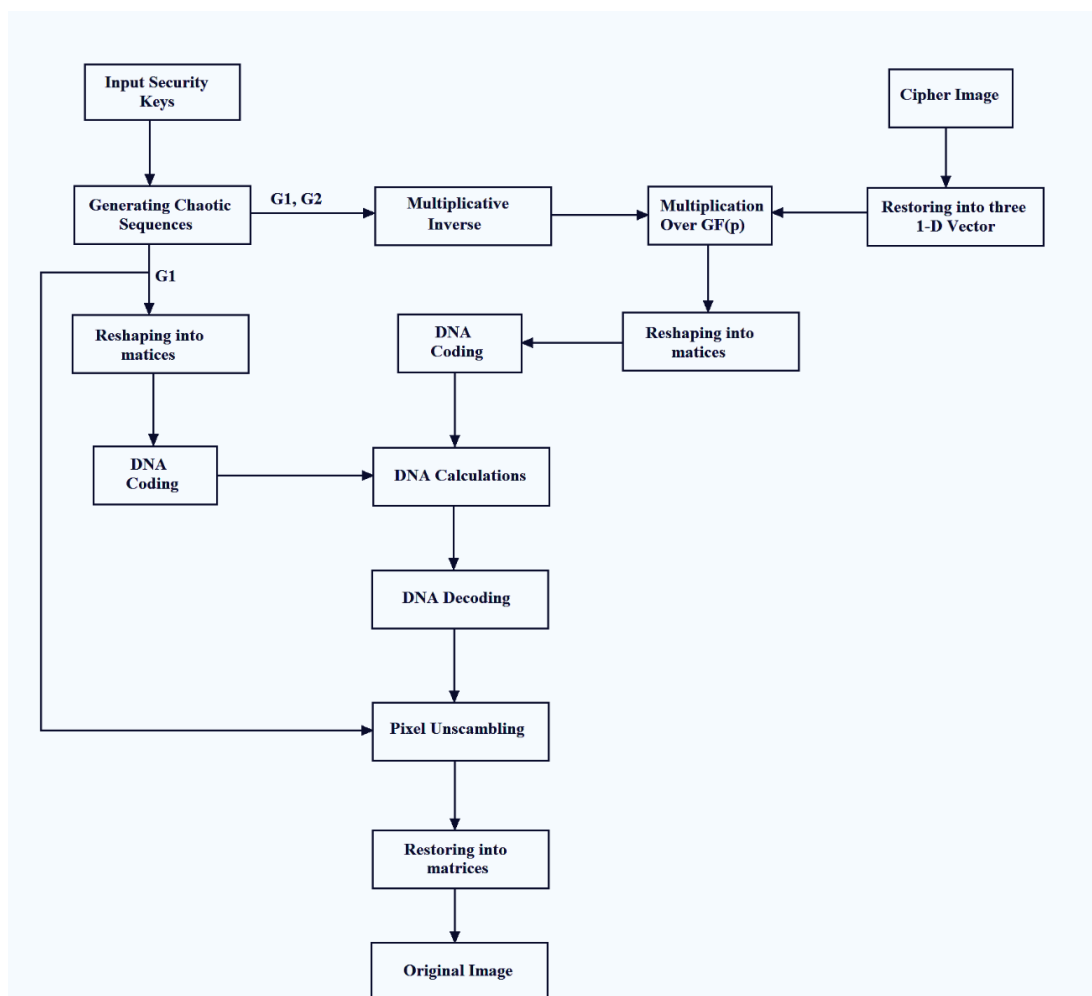 Input Security
Keys
Cipher Image
Generating Chaotic
Sequences
G1, G2
Multiplicative
Inverse
Multiplication
Over GF(p)
Restoring into three
1-D Vector
G1
Reshaping into
matices
DNA
Coding
Reshaping into
matices
DNA
Coding
DNA Calculations
DNA Decoding
Pixel Unscambling
Restoring into
matrices
Original Image